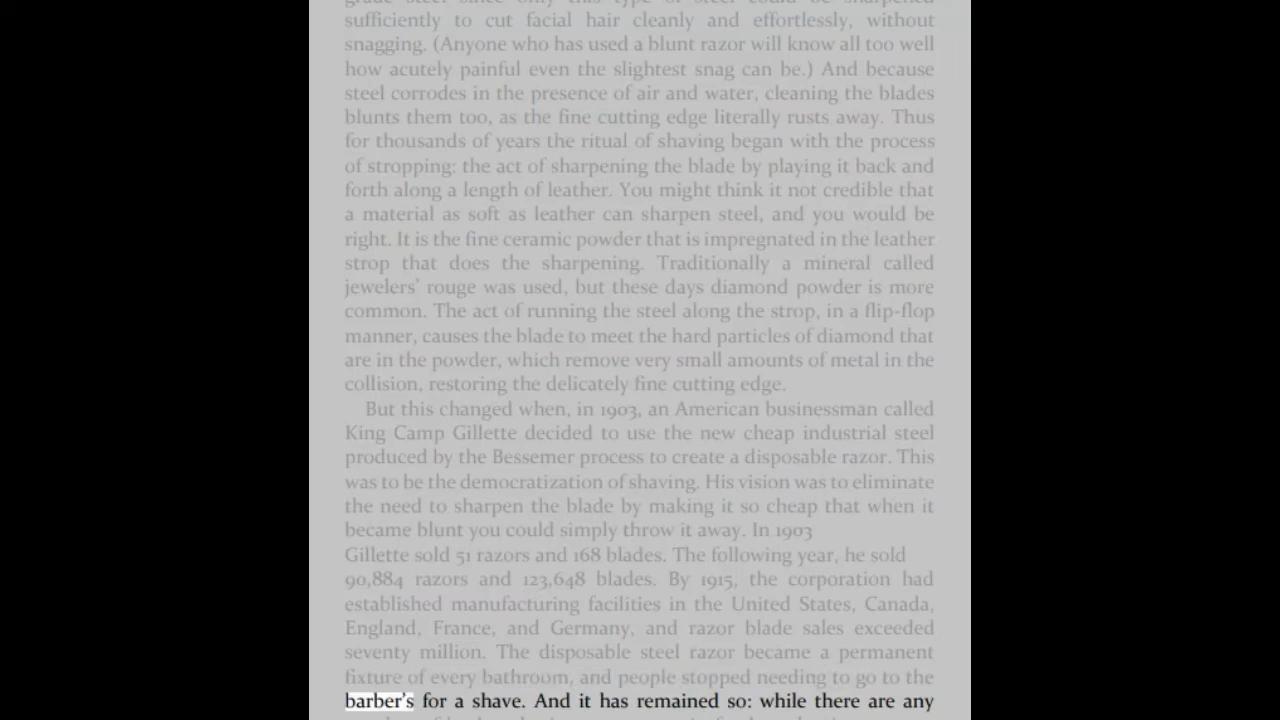 grade steel since only this type of steel could be sharpened
sufficiently to cut facial hair cleanly and effortlessly, without
snagging. (Anyone who has used a blunt razor will know all too well
how acutely painful even the slightest snag can be.) And because
steel corrodes in the presence of air and water, cleaning the blades
blunts them too, as the fine cutting edge literally rusts away. Thus
for thousands of years the ritual of shaving began with the process
of stropping: the act of sharpening the blade by playing it back and
forth along a length of leather. You might think it not credible that
a material as soft as leather can sharpen steel, and you would be
right. It is the fine ceramic powder that is impregnated in the leather
strop that does the sharpening. Traditionally a mineral called
jewelers’ rouge was used, but these days diamond powder is more
common. The act of running the steel along the strop, in a flip-flop
manner, causes the blade to meet the hard particles of diamond that
are in the powder, which remove very small amounts of metal in the
collision, restoring the delicately fine cutting edge.
But this changed when, in 1903, an American businessman called
King Camp Gillette decided to use the new cheap industrial steel
produced by the Bessemer process to create a disposable razor. This
was to be the democratization of shaving. His vision was to eliminate
the need to sharpen the blade by making it so cheap that when it
became blunt you could simply throw it away. In 1903
Gillette sold 51 razors and 168 blades. The following year, he sold
90,884 razors and 123,648 blades. By 1915, the corporation had
established manufacturing facilities in the United States, Canada,
England, France, and Germany, and razor blade sales exceeded
seventy million. The disposable steel razor became a permanent
fixture of every bathroom, and people stopped needing to go to the
barber’s for a shave. And it has remained so: while there are any